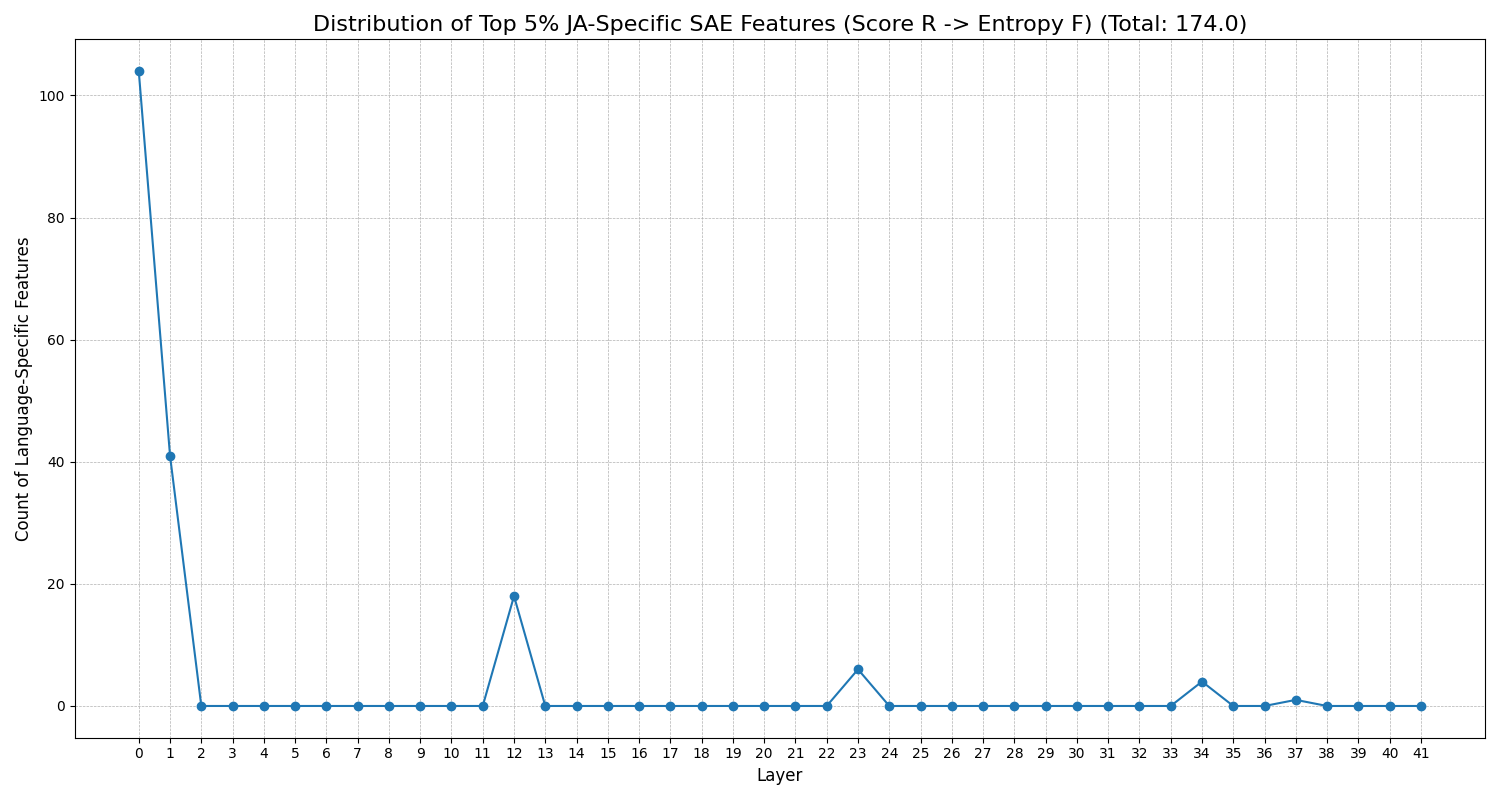 Distribution of Top 5% JA-Specific SAE Features (Score R -> Entropy F) (Total: 174.0)
Count of Language-Specific Features
100
80
60
40
20
0
0 1 2 3 4 5 6 7 8 9 10 11 12 13 14 15 16 17 18 19 20 21 22 23 24 25 26 27 28 29 30 31 32 33 34 35 36 37 38 39 40 41
Layer